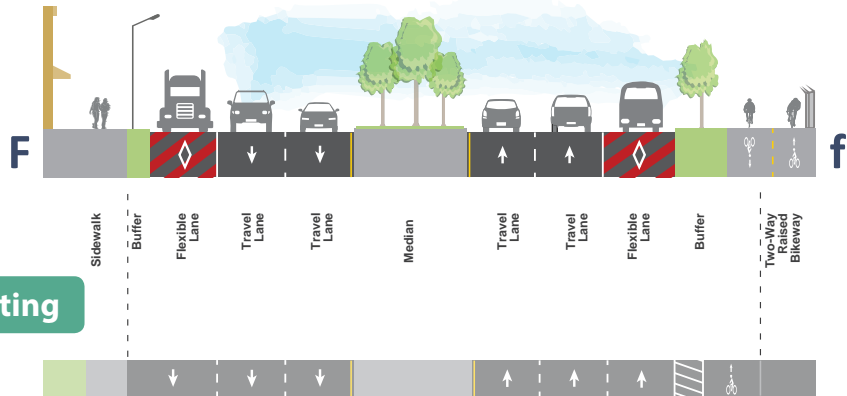 F
f
Sidewalk
Buffer
Flexible
Lane
Travel
Lane
Travel
Lane
Median
Travel
Lane
Travel
Lane
Flexible
Lane
Buffer
Two-Way
Raised
Bikeway
ting